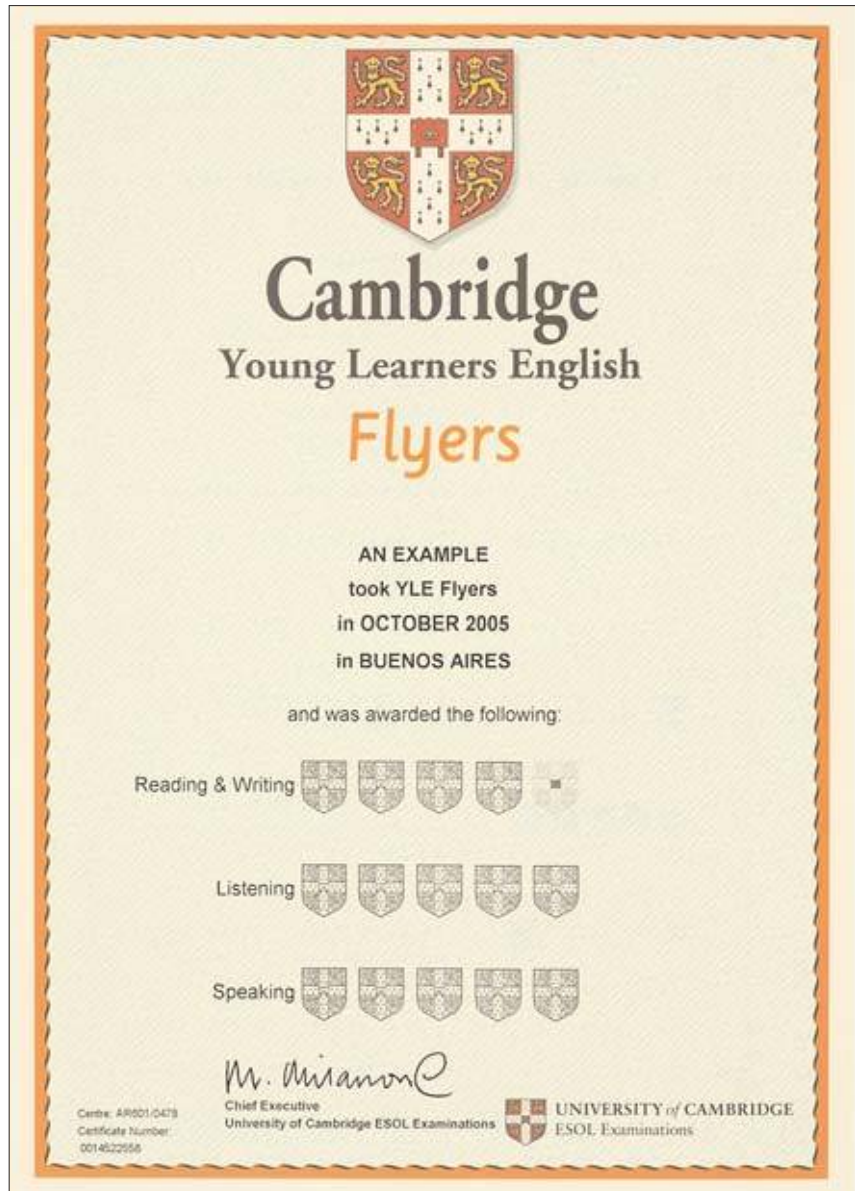 Cambridge
Young Learners English
Flyers
AN EXAMPLE
took YLE Flyers
in OCTOBER 2005
in BUENOS AIRES
and was awarded the following:
Reading & Writing
Listening
Speaking
Chief Executive
University of Cambridge ESOL Examinations
Centre: AR601-0478
Certificate Number:
0014522558
UNIVERSITY of CAMBRIDGE
ESOL Examinations